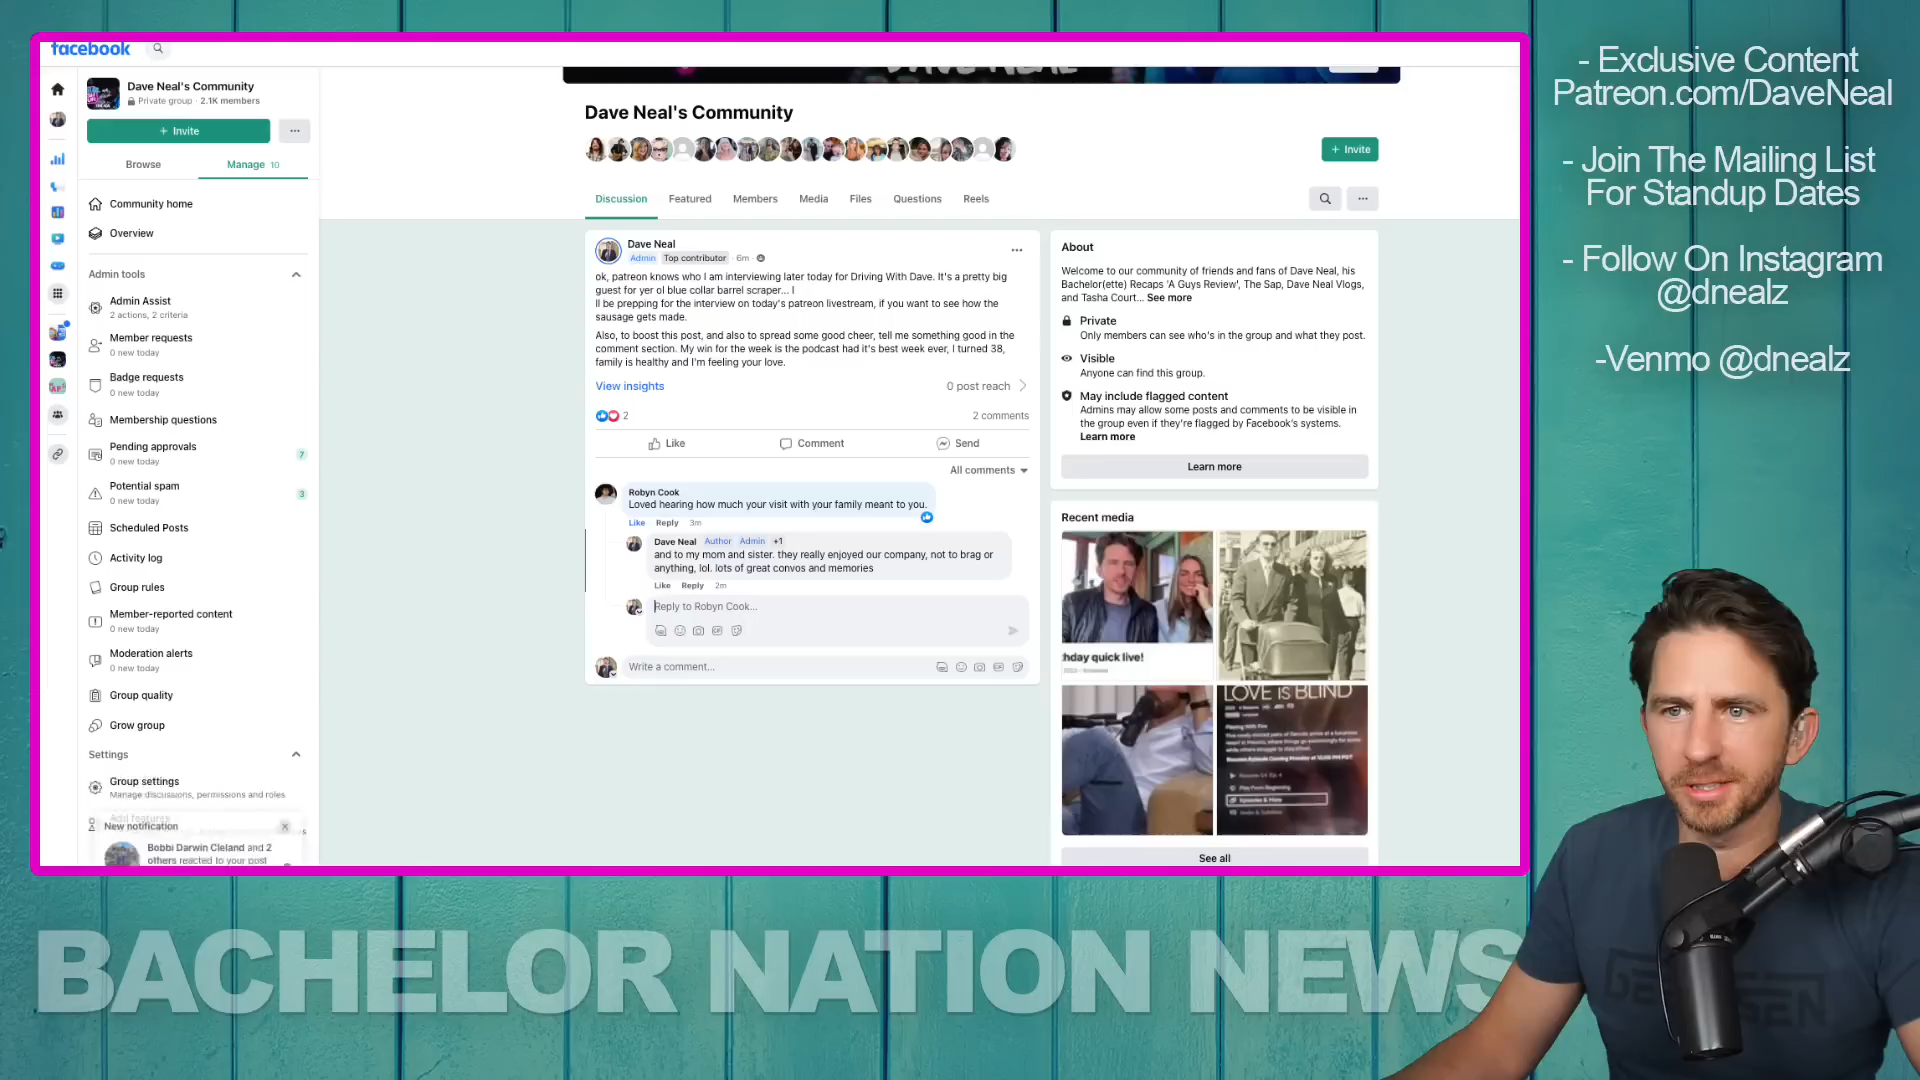 facebook
Dave Neal's Community
Private group · 2.1K members
+ Invite
...
Browse
Manage 10
Community home
Overview
Admin tools
Admin Assist
2 actions, 2 criteria
Member requests
0 new today
Badge requests
0 new today
Membership questions
Pending approvals
0 new today
7
Potential spam
0 new today
3
Scheduled Posts
Activity log
Group rules
Member-reported content
0 new today
Moderation alerts
0 new today
Group quality
Grow group
Settings
Group settings
Manage discussions, permissions and roles
Add features
New notification
Bobbi Darwin Cleland and 2
others reacted to your post
DAVE NEAL
Dave Neal's Community
+ Invite
Discussion Featured Members Media Files Questions Reels
Dave Neal
Admin Top contributor · 6m ·
ok, patreon knows who I am interviewing later today for Driving With Dave. It's a pretty big
guest for yer ol blue collar barrel scraper... I
ll be prepping for the interview on today's patreon livestream, if you want to see how the
sausage gets made.
Also, to boost this post, and also to spread some good cheer, tell me something good in the
comment section. My win for the week is the podcast had it's best week ever, I turned 38,
family is healthy and I'm feeling your love.
View insights
0 post reach
2
2 comments
Like Comment Send
All comments
Robyn Cook
Loved hearing how much your visit with your family meant to you.
Like Reply 3m
Dave Neal Author Admin +1
and to my mom and sister. they really enjoyed our company, not to brag or
anything, lol. lots of great convos and memories
Like Reply 2m
Reply to Robyn Cook...
Write a comment...
About
Welcome to our community of friends and fans of Dave Neal, his
Bachelor(ette) Recaps 'A Guys Review', The Sap, Dave Neal Vlogs,
and Tasha Court... See more
Private
Only members can see who's in the group and what they post.
Visible
Anyone can find this group.
May include flagged content
Admins may allow some posts and comments to be visible in
the group even if they're flagged by Facebook's systems.
Learn more
Learn more
Recent media
thday quick live!
LOVE IS BLIND
Play From Beginning
Episodes & More
See all
- Exclusive Content
Patreon.com/DaveNeal
- Join The Mailing List
For Standup Dates
- Follow On Instagram
@dnealz
-Venmo @dnealz
BACHELOR NATION NEWS